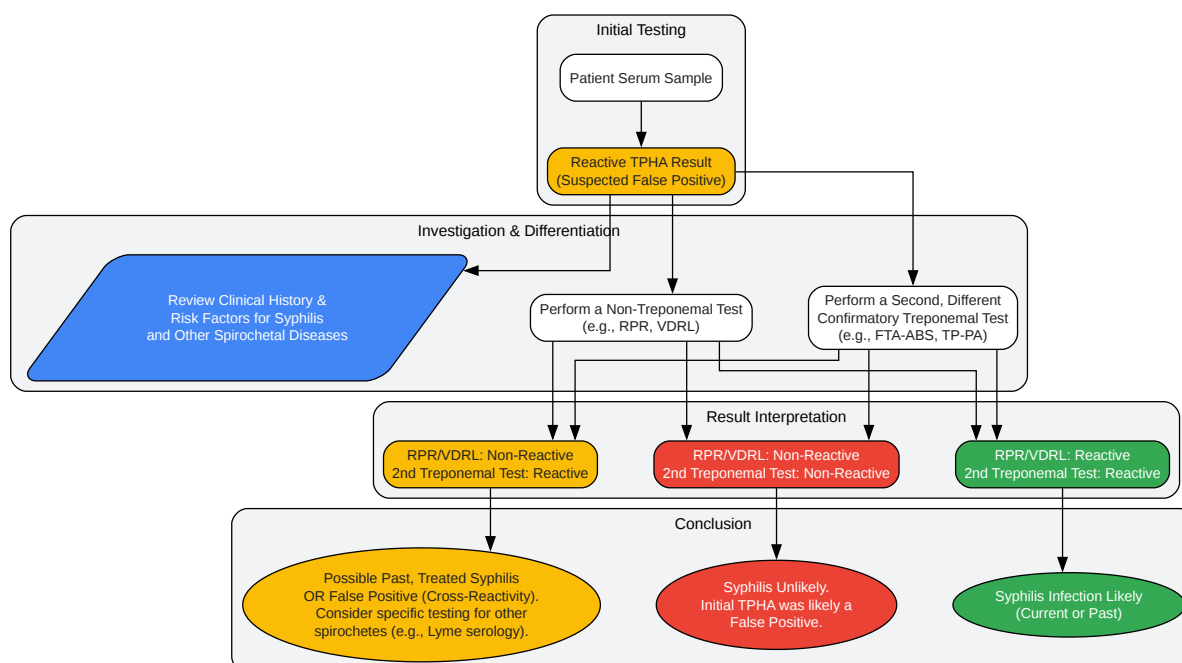 Initial Testing
Patient Serum Sample
Reactive TPHA Result
(Suspected False Positive)
Investigation & Differentiation
Review Clinical History &
Risk Factors for Syphilis
and Other Spirochetal Diseases
Perform a Non-Treponemal Test
(e.g., RPR, VDRL)
Perform a Second, Different
Confirmatory Treponemal Test
(e.g., FTA-ABS, TP-PA)
Result Interpretation
RPR/VDRL: Non-Reactive
2nd Treponemal Test: Reactive
RPR/VDRL: Non-Reactive
2nd Treponemal Test: Non-Reactive
RPR/VDRL: Reactive
2nd Treponemal Test: Reactive
Conclusion
Possible Past, Treated Syphilis
OR False Positive (Cross-Reactivity).
Consider specific testing for other
spirochetes (e.g., Lyme serology).
Syphilis Unlikely.
Initial TPHA was likely a
False Positive.
Syphilis Infection Likely
(Current or Past)